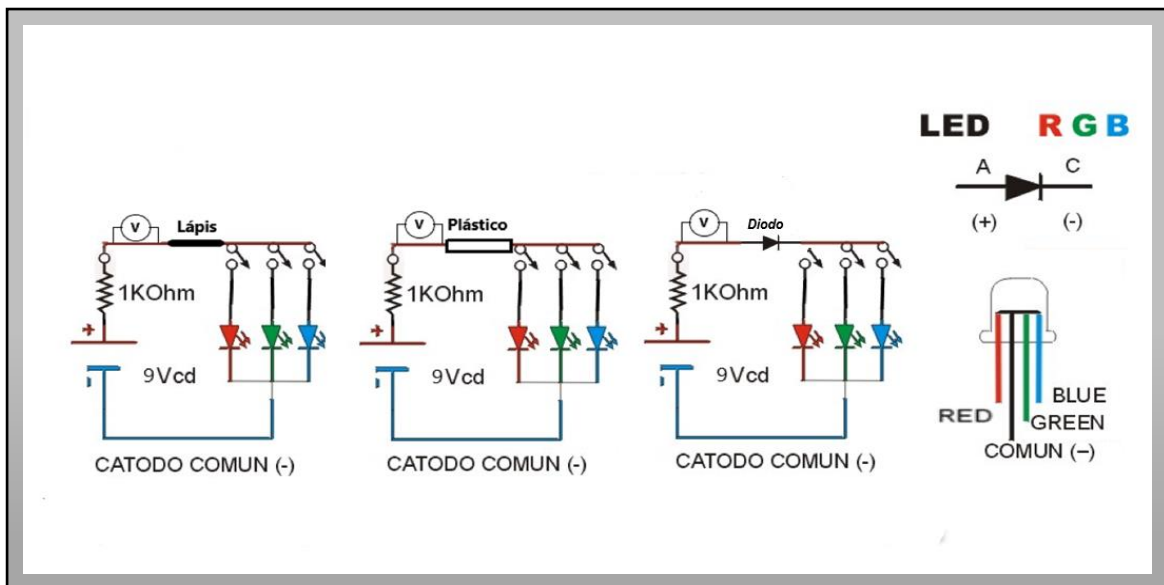 LED R G B
A C
(+) (-)
V Lápis
1KOhm
+
9Vcd
CATODO COMUN (-)
V Plástico
1KOhm
+
9Vcd
CATODO COMUN (-)
V Diodo
1KOhm
+
9Vcd
CATODO COMUN (-)
BLUE
RED
GREEN
COMUN (–)